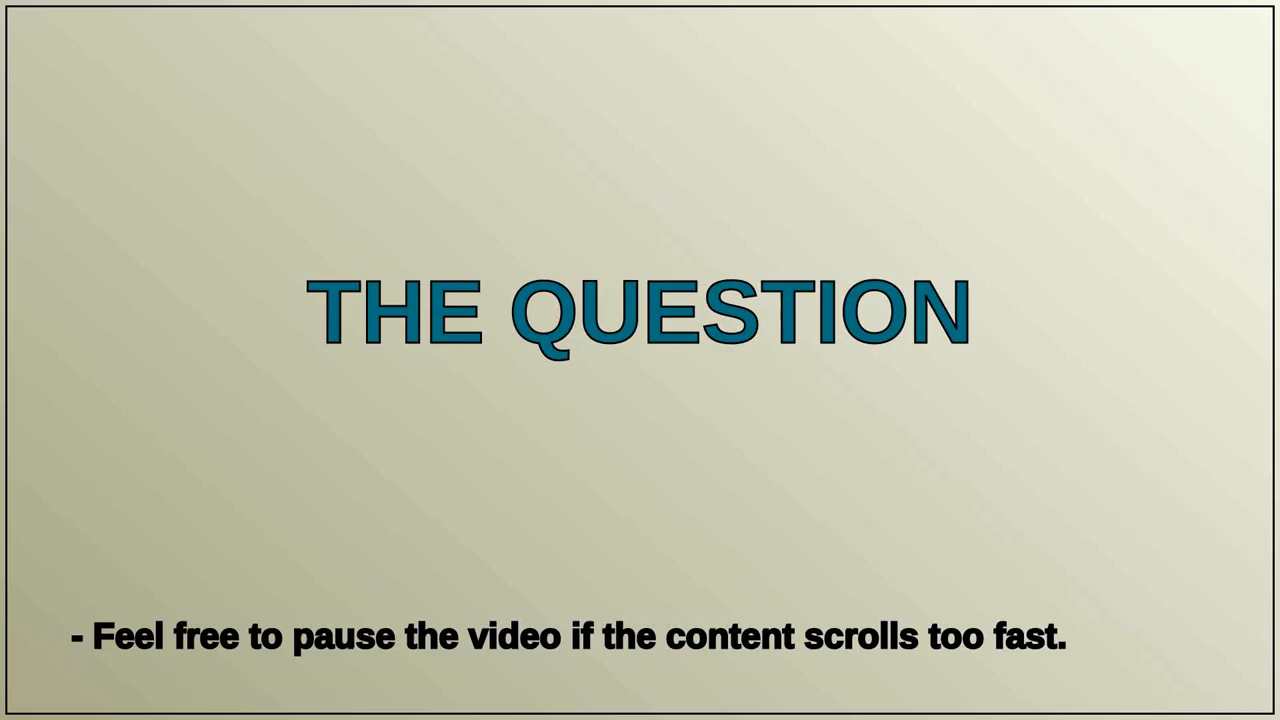 THE QUESTION
- Feel free to pause the video if the content scrolls too fast.